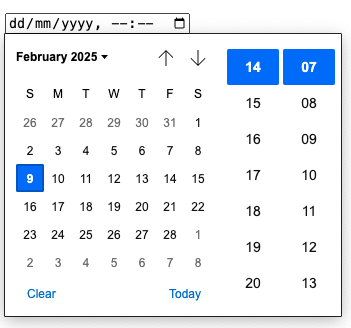 dd/mm/yyyy, --:--
February 2025
S M T W T F S
26 27 28 29 30 31 1
2 3 4 5 6 7 8
9 10 11 12 13 14 15
16 17 18 19 20 21 22
23 24 25 26 27 28 1
2 3 4 5 6 7 8
Clear Today
14 07
15 08
16 09
17 10
18 11
19 12
20 13